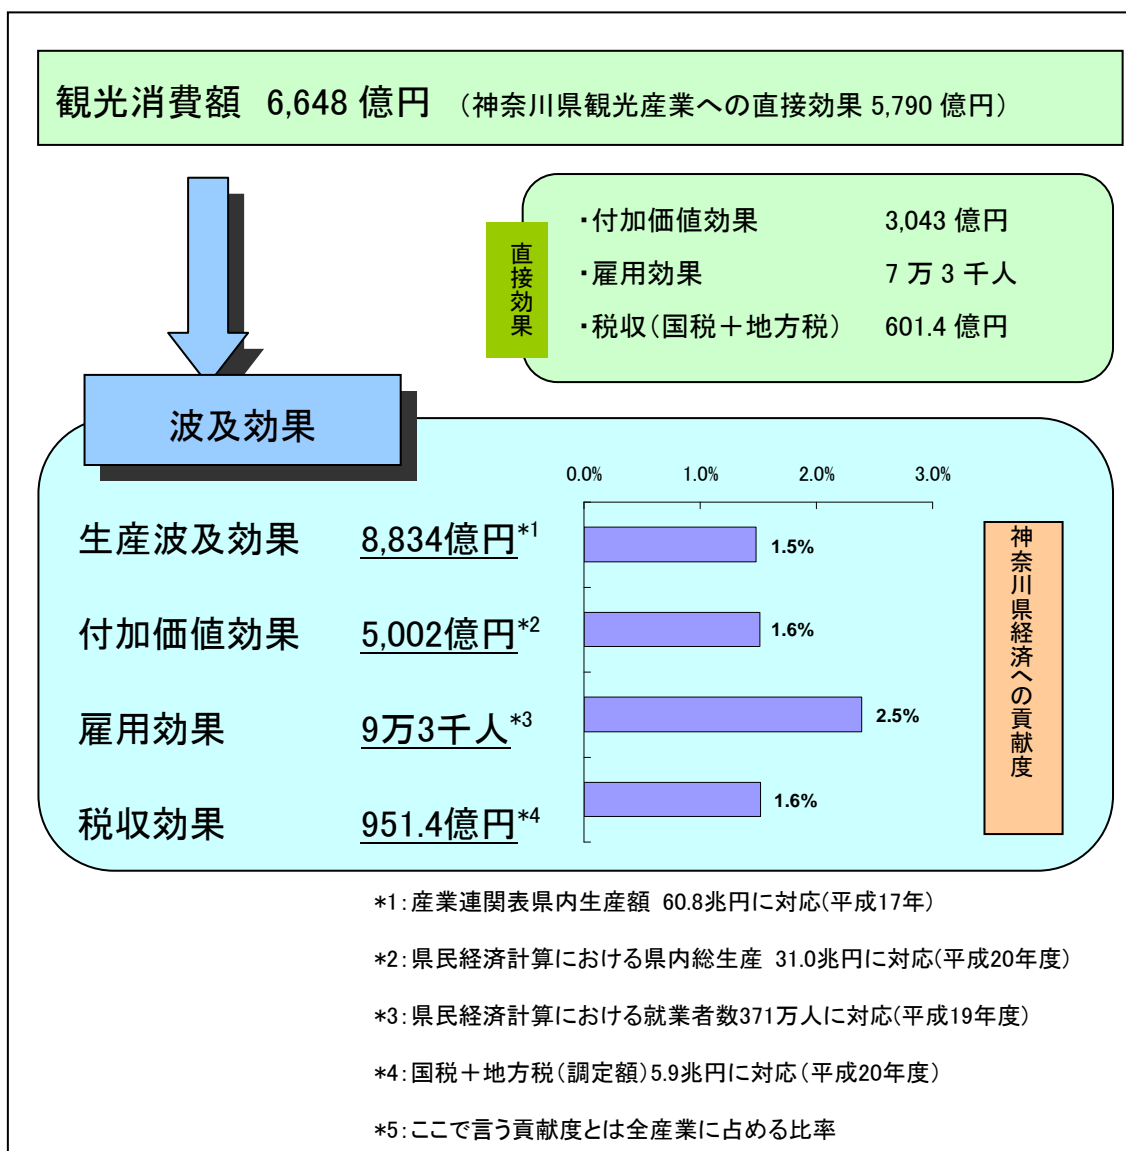 観光消費額 6,648 億円 （神奈川県観光産業への直接効果 5,790 億円）
直接効果
・付加価値効果 3,043 億円
・雇用効果 7 万 3 千人
・税収（国税＋地方税） 601.4 億円
波及効果
0.0% 1.0% 2.0% 3.0%
生産波及効果 8,834億円*1 1.5%
付加価値効果 5,002億円*2 1.6%
雇用効果 9万3千人*3 2.5%
税収効果 951.4億円*4 1.6%
神奈川県経済への貢献度
*1：産業連関表県内生産額 60.8兆円に対応(平成17年）
*2：県民経済計算における県内総生産 31.0兆円に対応(平成20年度）
*3：県民経済計算における就業者数371万人に対応(平成19年度）
*4：国税＋地方税（調定額）5.9兆円に対応（平成20年度）
*5：ここで言う貢献度とは全産業に占める比率